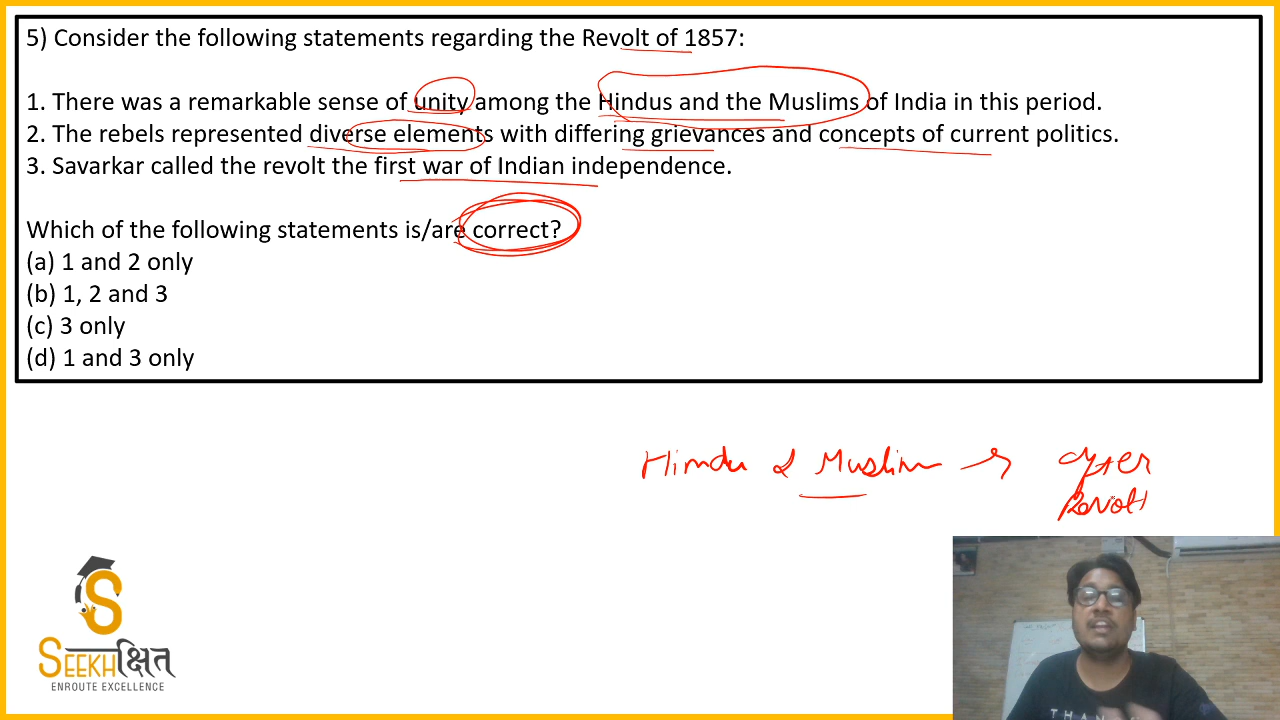 5) Consider the following statements regarding the Revolt of 1857:
1. There was a remarkable sense of unity among the Hindus and the Muslims of India in this period.
2. The rebels represented diverse elements with differing grievances and concepts of current politics.
3. Savarkar called the revolt the first war of Indian independence.
Which of the following statements is/are correct?
(a) 1 and 2 only
(b) 1, 2 and 3
(c) 3 only
(d) 1 and 3 only
Hindu & Muslim → after
Revolt
S
SEEKHक्षित
ENROUTE EXCELLENCE